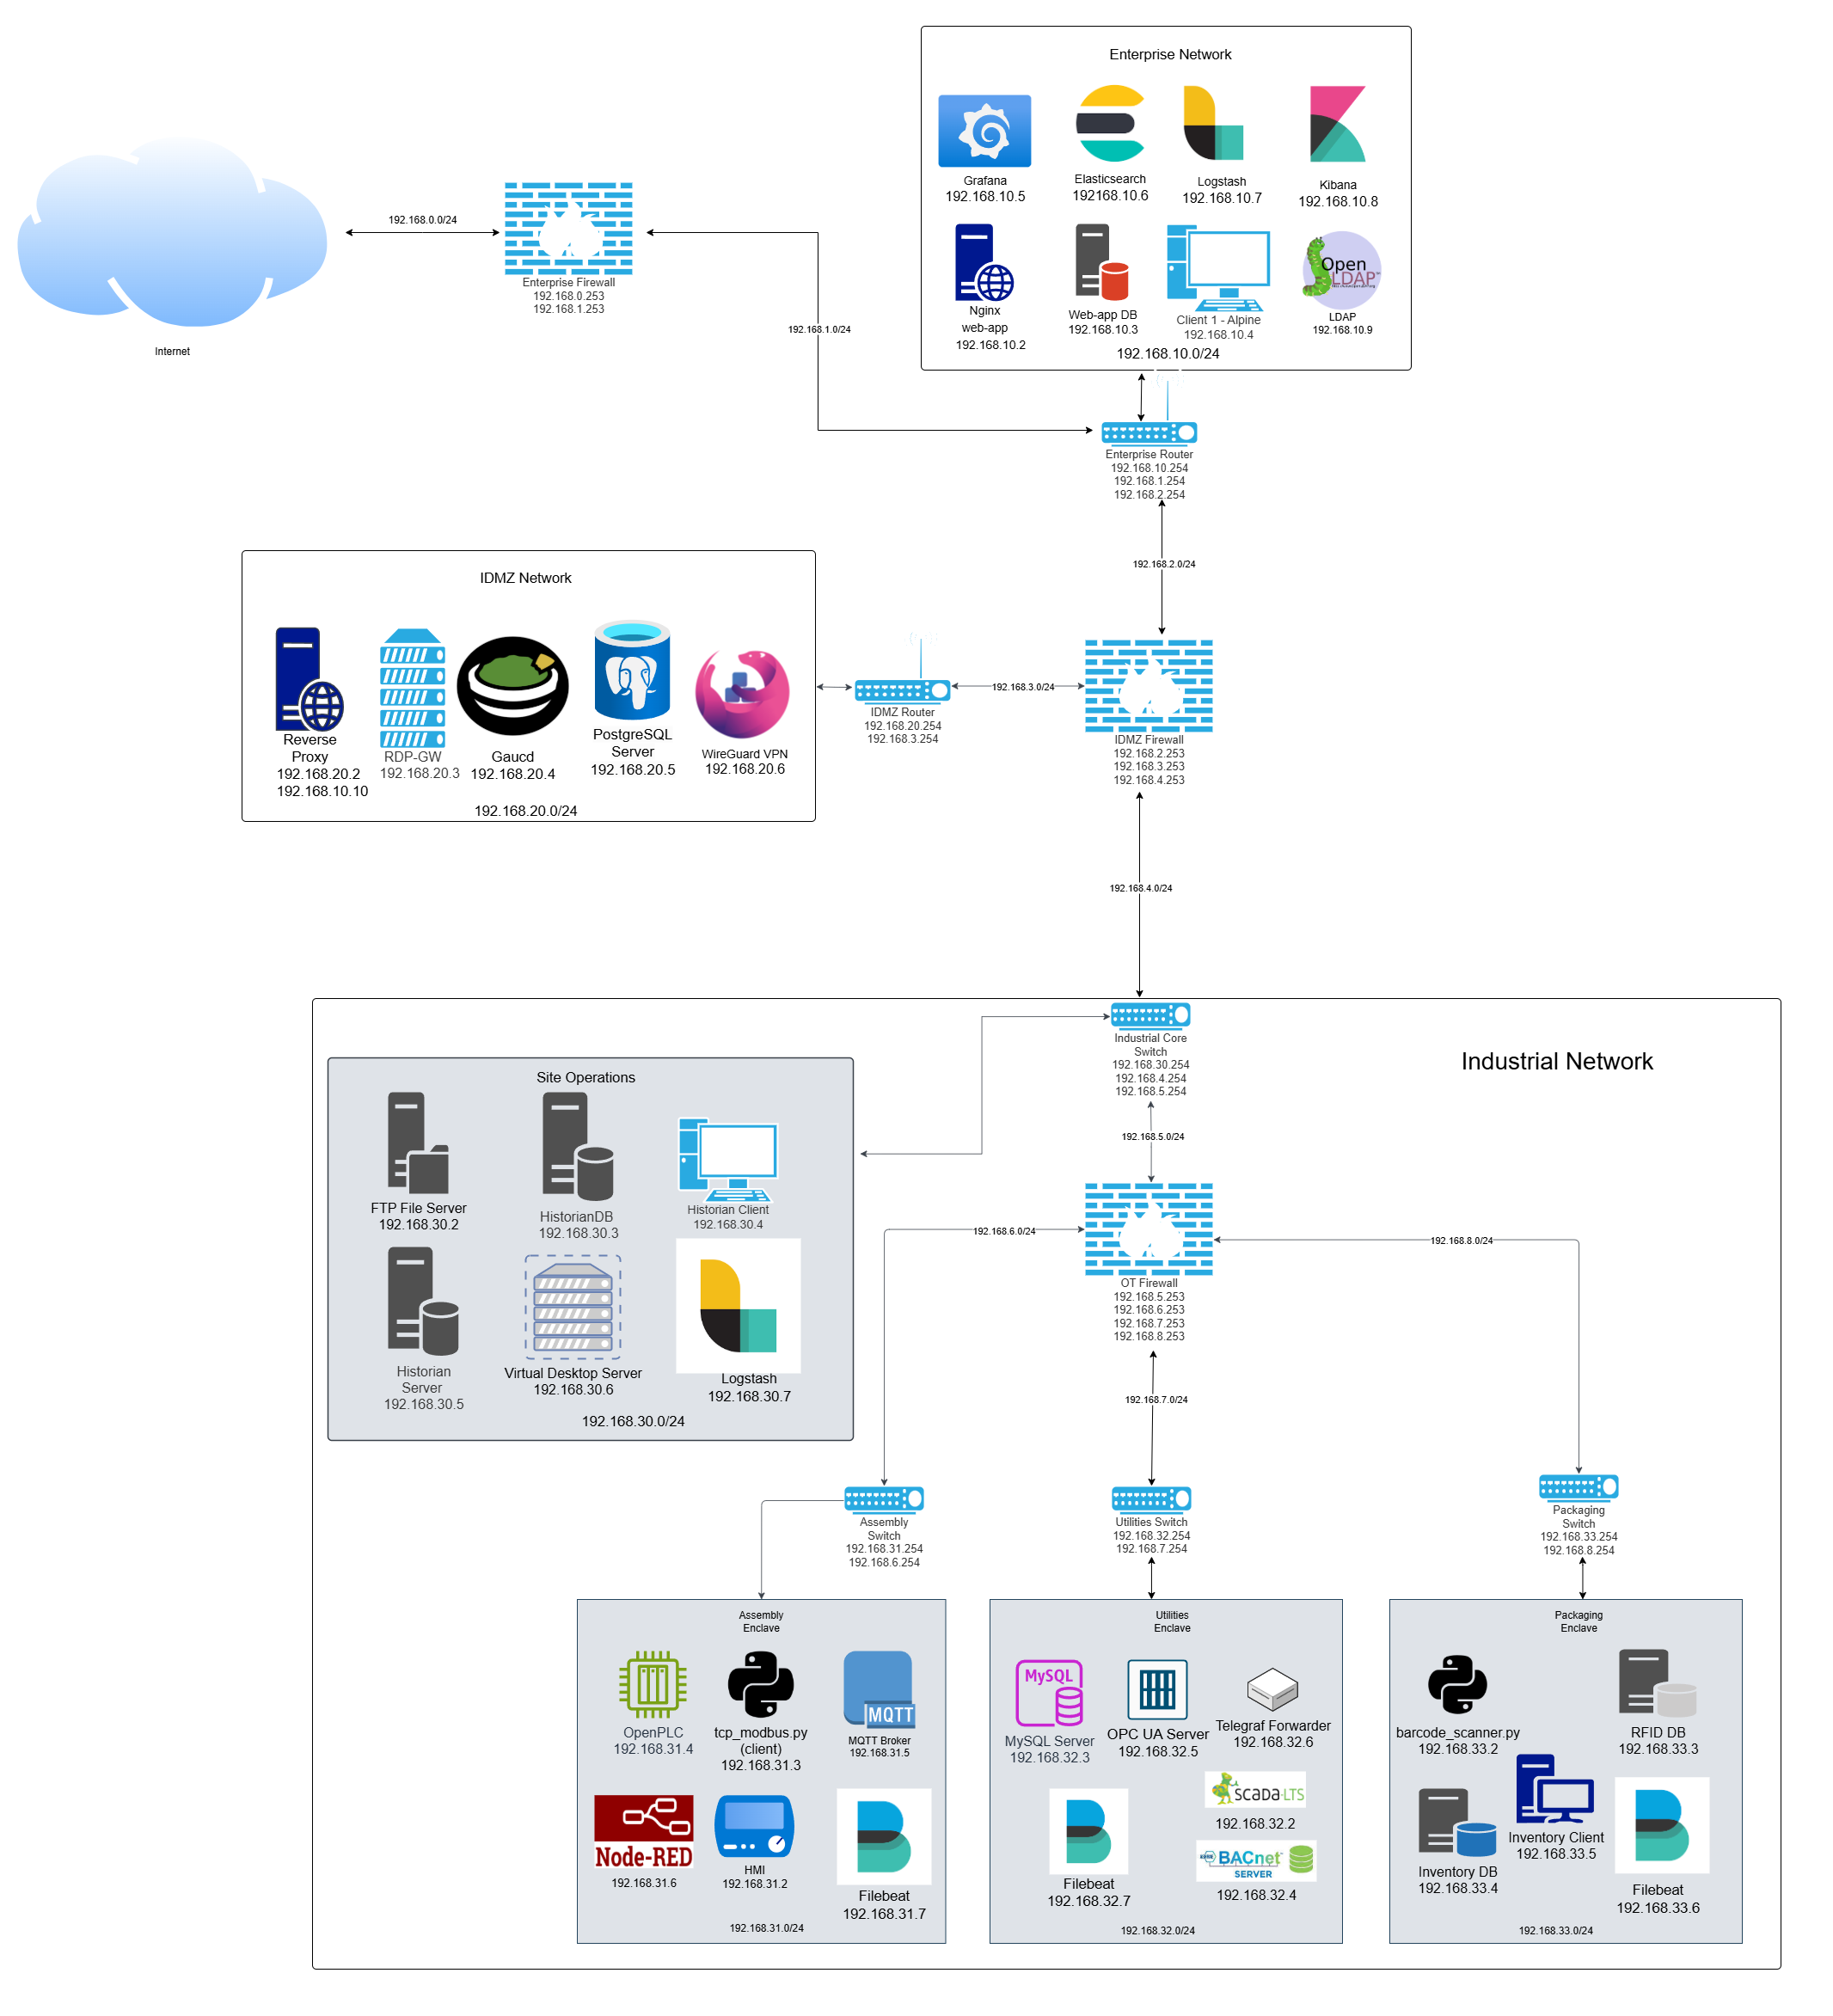 Enterprise Network
Grafana
192.168.10.5
Elasticsearch
192168.10.6
Logstash
192.168.10.7
Kibana
192.168.10.8
Nginx
web-app
192.168.10.2
Web-app DB
192.168.10.3
Client 1 - Alpine
192.168.10.4
Open
LDAP
LDAP
192.168.10.9
192.168.10.0/24
192.168.0.0/24
Enterprise Firewall
192.168.0.253
192.168.1.253
Internet
192.168.1.0/24
Enterprise Router
192.168.10.254
192.168.1.254
192.168.2.254
192.168.2.0/24
IDMZ Network
Reverse
Proxy
192.168.20.2
192.168.10.10
RDP-GW
192.168.20.3
Gaucd
192.168.20.4
PostgreSQL
Server
192.168.20.5
WireGuard VPN
192.168.20.6
192.168.20.0/24
IDMZ Router
192.168.20.254
192.168.3.254
192.168.3.0/24
IDMZ Firewall
192.168.2.253
192.168.3.253
192.168.4.253
192.168.4.0/24
Industrial Network
Industrial Core
Switch
192.168.30.254
192.168.4.254
192.168.5.254
192.168.5.0/24
Site Operations
FTP File Server
192.168.30.2
HistorianDB
192.168.30.3
Historian Client
192.168.30.4
Historian
Server
192.168.30.5
Virtual Desktop Server
192.168.30.6
Logstash
192.168.30.7
192.168.30.0/24
192.168.6.0/24
192.168.8.0/24
OT Firewall
192.168.5.253
192.168.6.253
192.168.7.253
192.168.8.253
192.168.7.0/24
Assembly
Switch
192.168.31.254
192.168.6.254
Utilities Switch
192.168.32.254
192.168.7.254
Packaging
Switch
192.168.33.254
192.168.8.254
Assembly
Enclave
OpenPLC
192.168.31.4
tcp_modbus.py
(client)
192.168.31.3
MQTT
MQTT Broker
192.168.31.5
Node-RED
192.168.31.6
HMI
192.168.31.2
Filebeat
192.168.31.7
192.168.31.0/24
Utilities
Enclave
MySQL
MySQL Server
192.168.32.3
OPC UA Server
192.168.32.5
Telegraf Forwarder
192.168.32.6
Filebeat
192.168.32.7
SCADA-LTS
192.168.32.2
BACnet
SERVER
192.168.32.4
192.168.32.0/24
Packaging
Enclave
barcode_scanner.py
192.168.33.2
RFID DB
192.168.33.3
Inventory DB
192.168.33.4
Inventory Client
192.168.33.5
Filebeat
192.168.33.6
192.168.33.0/24